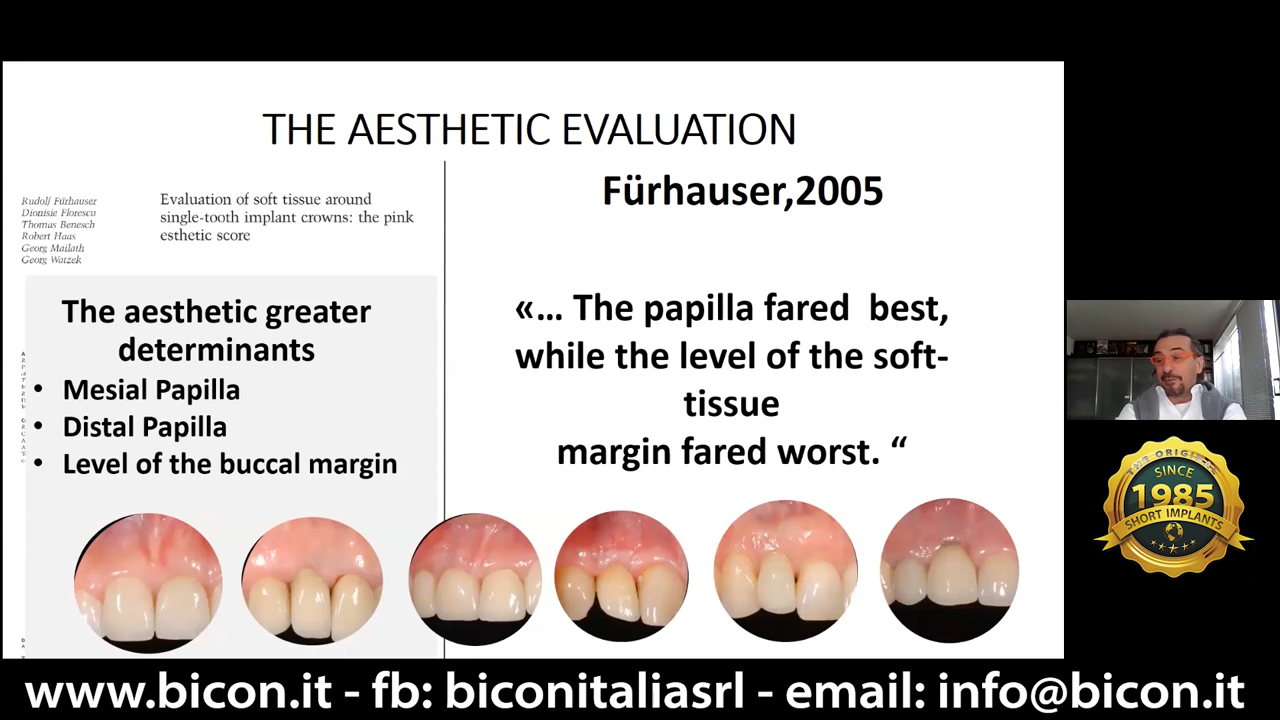 THE AESTHETIC EVALUATION
Rudolf Fürhauser
Dionisie Florescu
Thomas Benesch
Robert Haas
Georg Mailath
Georg Watzek
Evaluation of soft tissue around
single-tooth implant crowns: the pink
esthetic score
The aesthetic greater
determinants
• Mesial Papilla
• Distal Papilla
• Level of the buccal margin
Fürhauser,2005
«... The papilla fared best,
while the level of the soft-
tissue
margin fared worst. “
SINCE
1985
SHORT IMPLANTS
www.bicon.it - fb: biconitaliasrl - email: info@bicon.it